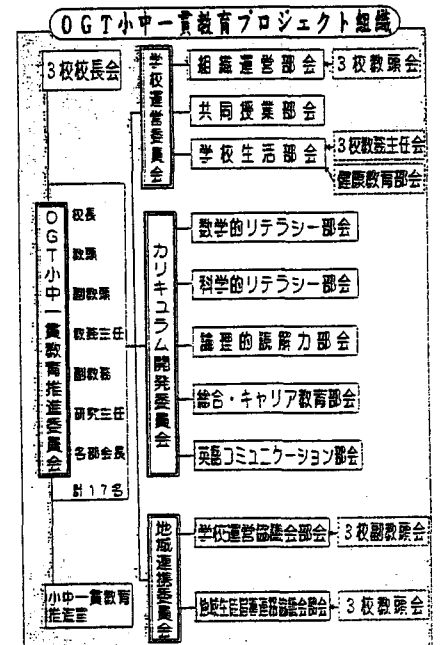 OGT小中一貫教育プロジェクト組織
3校校長会
OGT小中一貫教育推進委員会
校長
教頭
副教頭
教務主任
副教務
研究主任
各部会長
計17名
小中一貫教育
推進室
学校運営委員会
組織運営部会
3校教頭会
共同授業部会
学校生活部会
3校教務主任会
健康教育部会
カリキュラム開発委員会
数学的リテラシー部会
科学的リテラシー部会
論理的読解力部会
総合・キャリア教育部会
英語コミュニケーション部会
地域連携委員会
学校運営協議会部会
3校副教頭会
3校教頭会